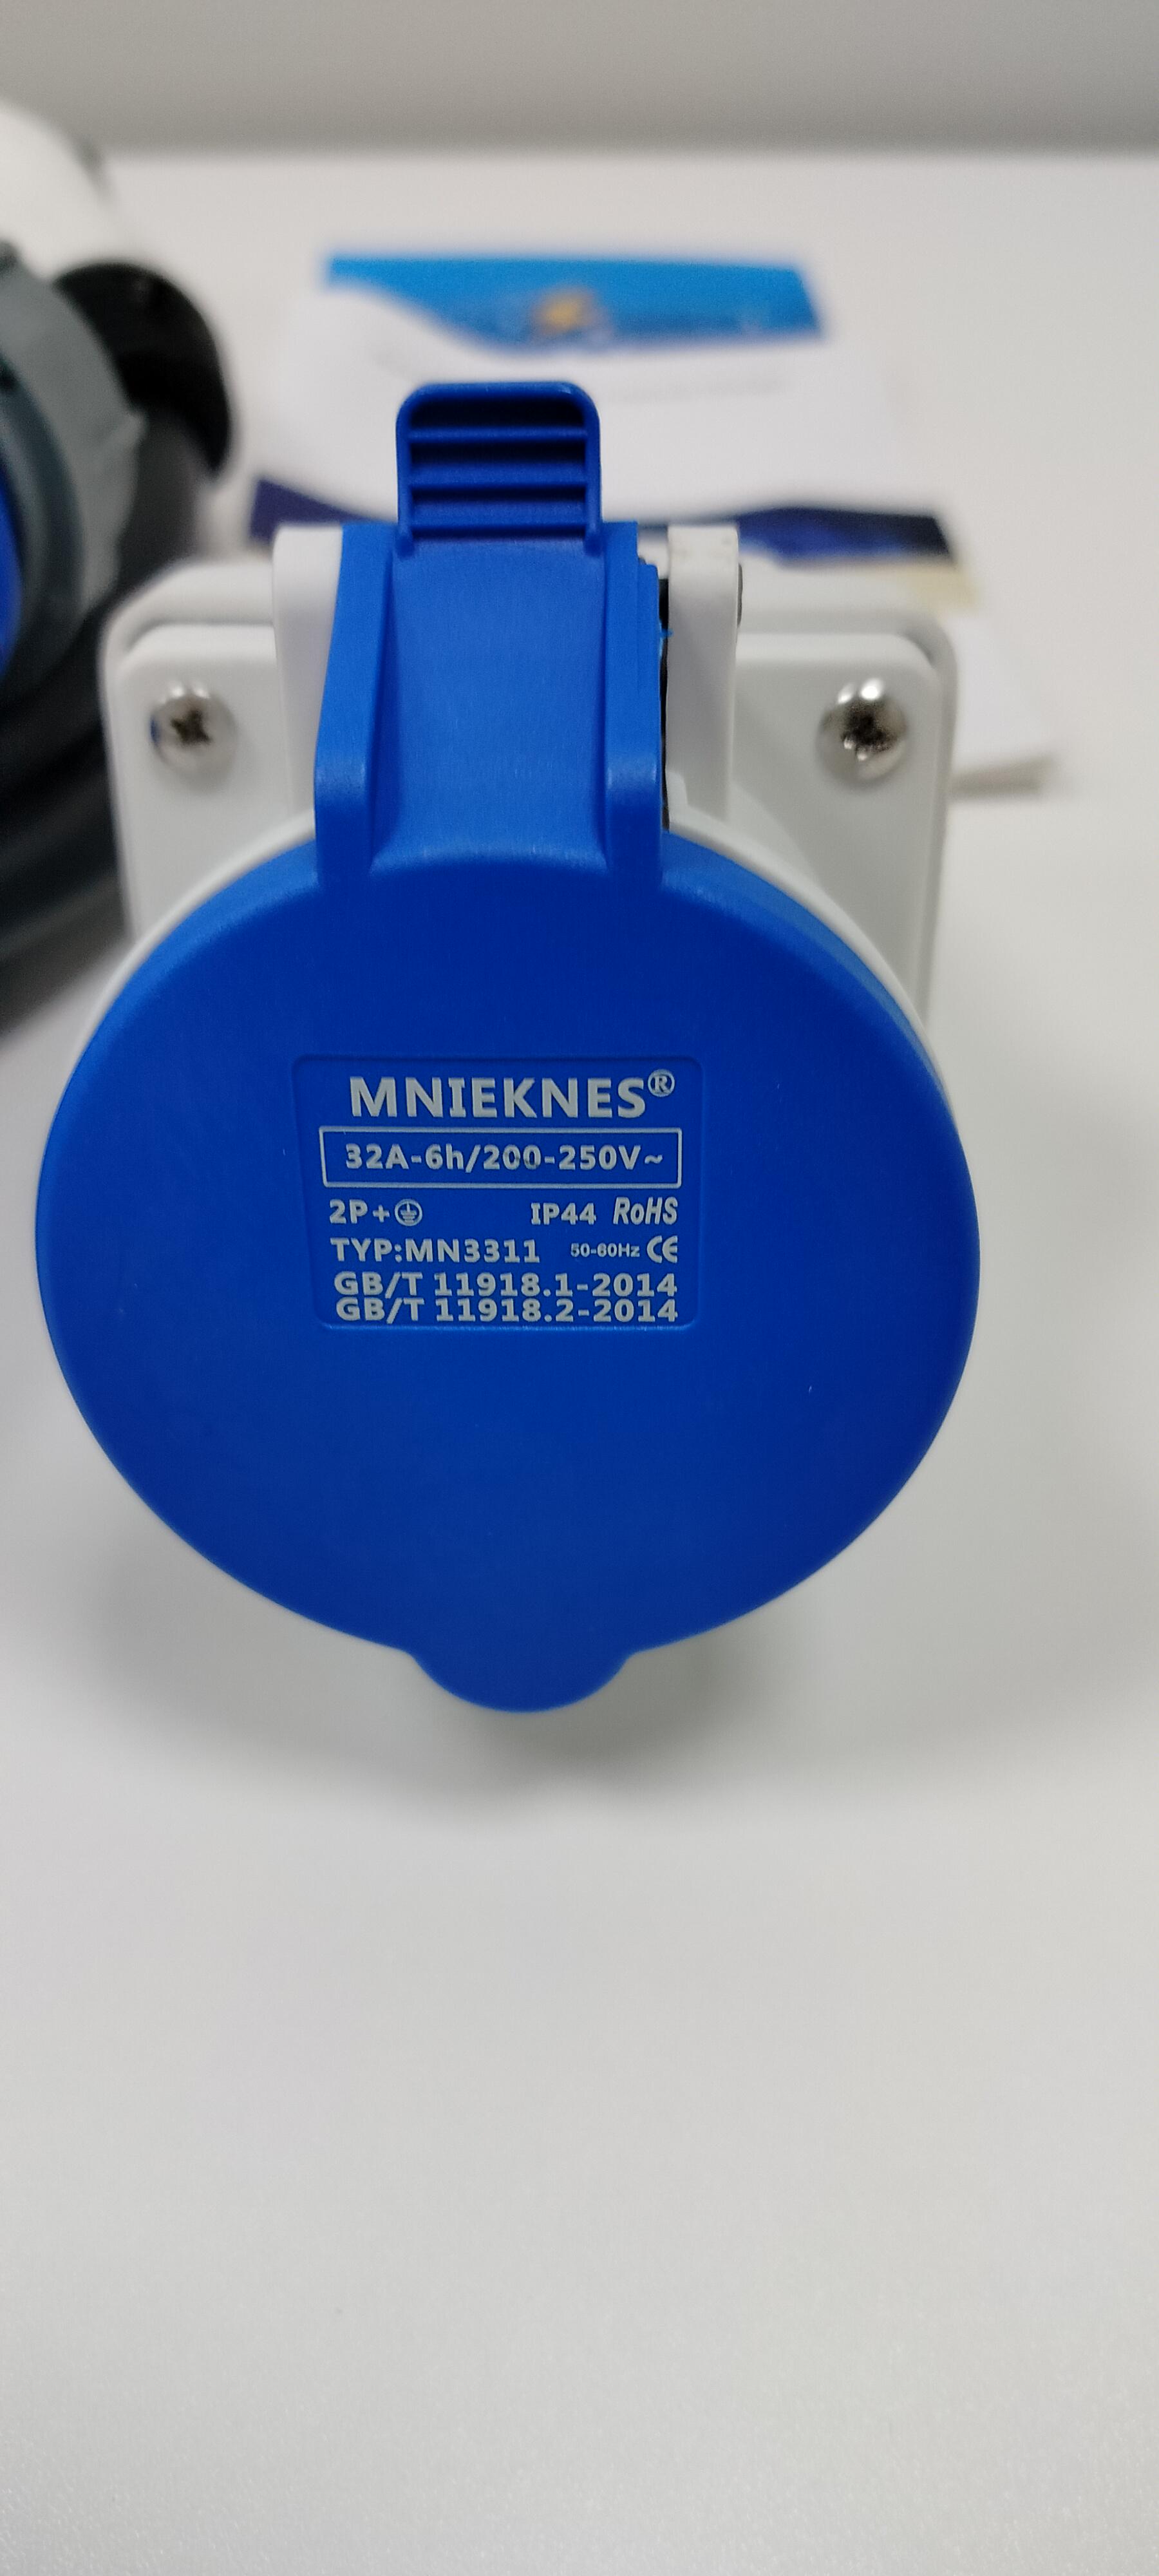 MNIEKNES®
32A-6h/200-250V~
2P+⏚ IP44 RoHS
TYP:MN3311 50-60Hz CE
GB/T 11918.1-2014
GB/T 11918.2-2014